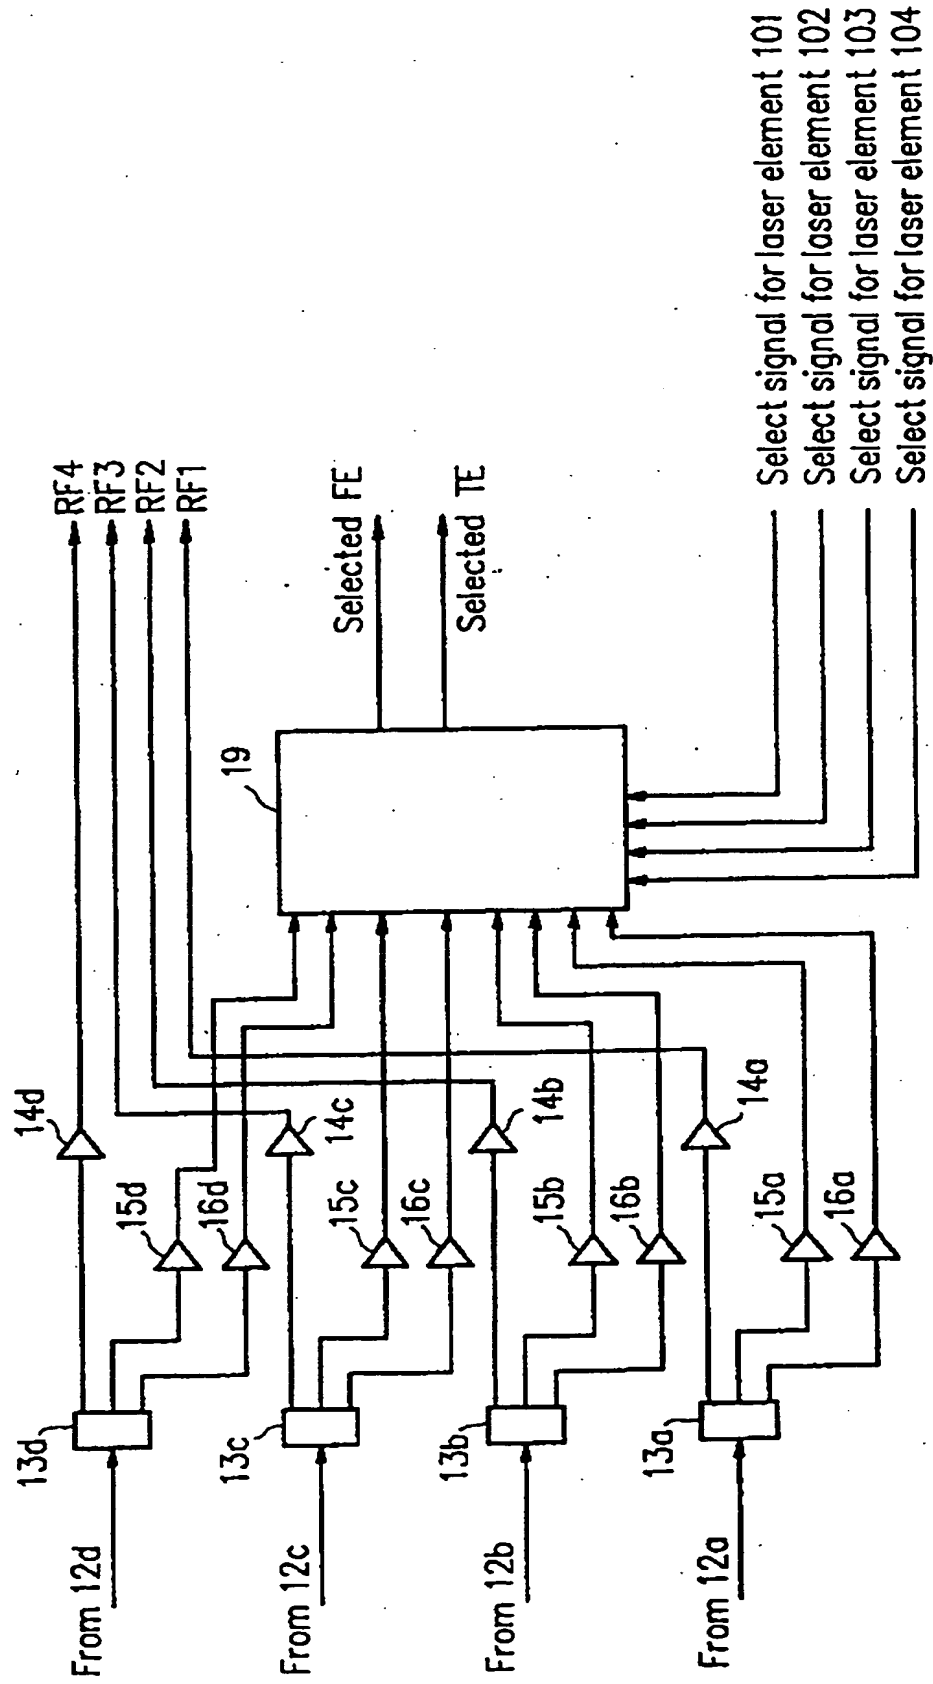 RF4
RF3
RF2
RF1
Selected FE
Selected TE
Select signal for laser element 101
Select signal for laser element 102
Select signal for laser element 103
Select signal for laser element 104
19
14d
15d
16d
14c
15c
16c
14b
15b
16b
14a
15a
16a
13d
13c
13b
13a
From 12d
From 12c
From 12b
From 12a